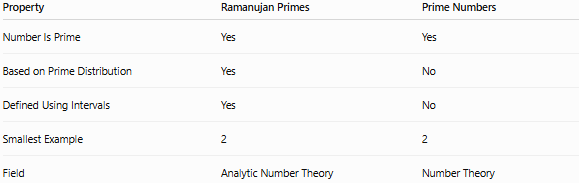 Property Ramanujan Primes Prime Numbers
Number Is Prime Yes Yes
Based on Prime Distribution Yes No
Defined Using Intervals Yes No
Smallest Example 2 2
Field Analytic Number Theory Number Theory